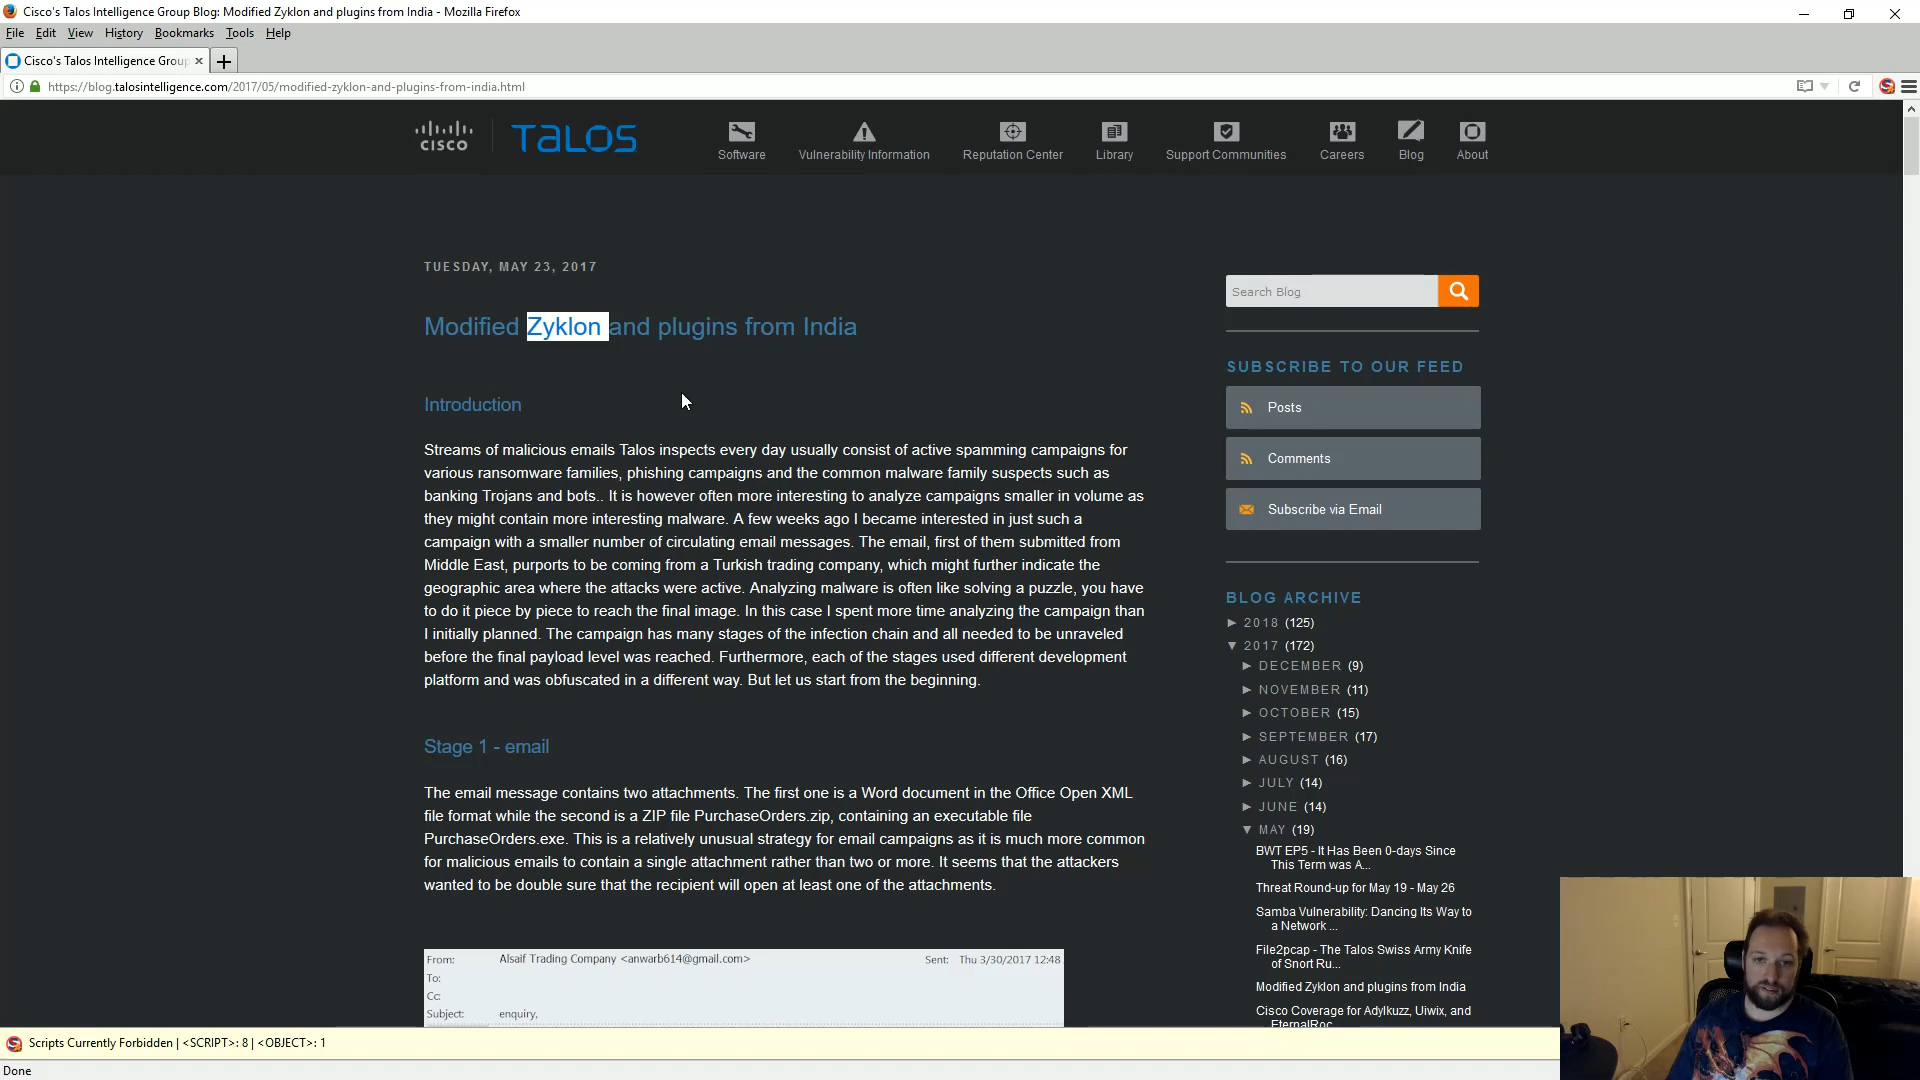 Cisco's Talos Intelligence Group Blog: Modified Zyklon and plugins from India - Mozilla Firefox
File Edit View History Bookmarks Tools Help
Cisco's Talos Intelligence Group
https://blog.talosintelligence.com/2017/05/modified-zyklon-and-plugins-from-india.html
cisco
TALOS
Software
Vulnerability Information
Reputation Center
Library
Support Communities
Careers
Blog
About
TUESDAY, MAY 23, 2017
Modified Zyklon and plugins from India
Introduction
Streams of malicious emails Talos inspects every day usually consist of active spamming campaigns for
various ransomware families, phishing campaigns and the common malware family suspects such as
banking Trojans and bots.. It is however often more interesting to analyze campaigns smaller in volume as
they might contain more interesting malware. A few weeks ago I became interested in just such a
campaign with a smaller number of circulating email messages. The email, first of them submitted from
Middle East, purports to be coming from a Turkish trading company, which might further indicate the
geographic area where the attacks were active. Analyzing malware is often like solving a puzzle, you have
to do it piece by piece to reach the final image. In this case I spent more time analyzing the campaign than
I initially planned. The campaign has many stages of the infection chain and all needed to be unraveled
before the final payload level was reached. Furthermore, each of the stages used different development
platform and was obfuscated in a different way. But let us start from the beginning.
Stage 1 - email
The email message contains two attachments. The first one is a Word document in the Office Open XML
file format while the second is a ZIP file PurchaseOrders.zip, containing an executable file
PurchaseOrders.exe. This is a relatively unusual strategy for email campaigns as it is much more common
for malicious emails to contain a single attachment rather than two or more. It seems that the attackers
wanted to be double sure that the recipient will open at least one of the attachments.
From: Alsaif Trading Company <anwarb614@gmail.com> Sent: Thu 3/30/2017 12:48
To:
Cc:
Subject: enquiry,
Search Blog
SUBSCRIBE TO OUR FEED
Posts
Comments
Subscribe via Email
BLOG ARCHIVE
► 2018 (125)
▼ 2017 (172)
► DECEMBER (9)
► NOVEMBER (11)
► OCTOBER (15)
► SEPTEMBER (17)
► AUGUST (16)
► JULY (14)
► JUNE (14)
▼ MAY (19)
BWT EP5 - It Has Been 0-days Since
This Term was A...
Threat Round-up for May 19 - May 26
Samba Vulnerability: Dancing Its Way to
a Network ...
File2pcap - The Talos Swiss Army Knife
of Snort Ru...
Modified Zyklon and plugins from India
Cisco Coverage for Adylkuzz, Uiwix, and
EternalRoc...
Scripts Currently Forbidden | <SCRIPT>: 8 | <OBJECT>: 1
Done